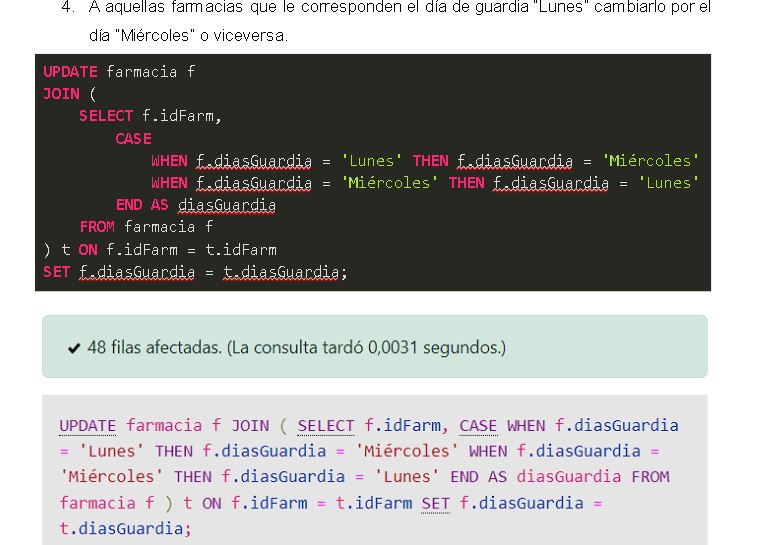 4. A aquellas farmacias que le corresponden el día de guardia "Lunes" cambiarlo por el
día "Miércoles" o viceversa.
UPDATE farmacia f
JOIN (
SELECT f.idFarm,
CASE
WHEN f.diasGuardia = 'Lunes' THEN f.diasGuardia = 'Miércoles'
WHEN f.diasGuardia = 'Miércoles' THEN f.diasGuardia = 'Lunes'
END AS diasGuardia
FROM farmacia f
) t ON f.idFarm = t.idFarm
SET f.diasGuardia = t.diasGuardia;
✔ 48 filas afectadas. (La consulta tardó 0,0031 segundos.)
UPDATE farmacia f JOIN ( SELECT f.idFarm, CASE WHEN f.diasGuardia
= 'Lunes' THEN f.diasGuardia = 'Miércoles' WHEN f.diasGuardia =
'Miércoles' THEN f.diasGuardia = 'Lunes' END AS diasGuardia FROM
farmacia f ) t ON f.idFarm = t.idFarm SET f.diasGuardia =
t.diasGuardia;